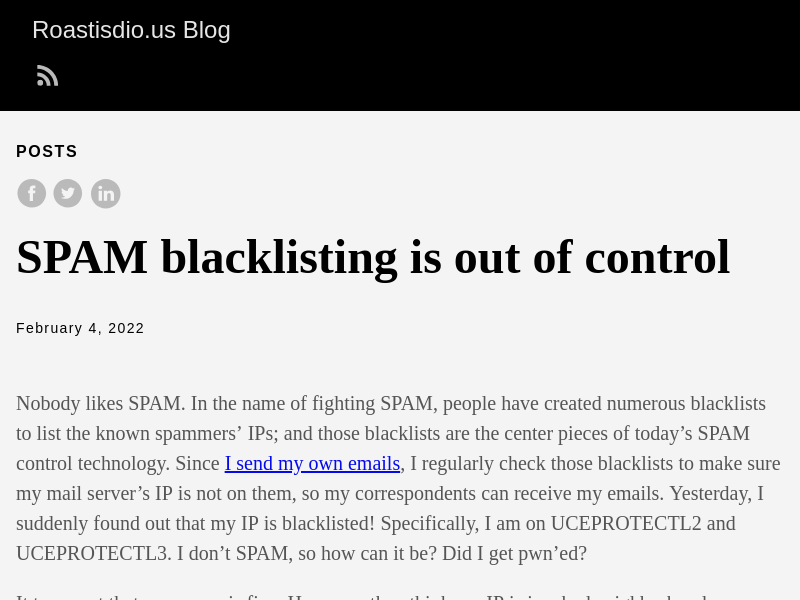 Roastisdio.us Blog
POSTS
SPAM blacklisting is out of control
February 4, 2022
Nobody likes SPAM. In the name of fighting SPAM, people have created numerous blacklists
to list the known spammers’ IPs; and those blacklists are the center pieces of today’s SPAM
control technology. Since I send my own emails, I regularly check those blacklists to make sure
my mail server’s IP is not on them, so my correspondents can receive my emails. Yesterday, I
suddenly found out that my IP is blacklisted! Specifically, I am on UCEPROTECTL2 and
UCEPROTECTL3. I don’t SPAM, so how can it be? Did I get pwn’ed?